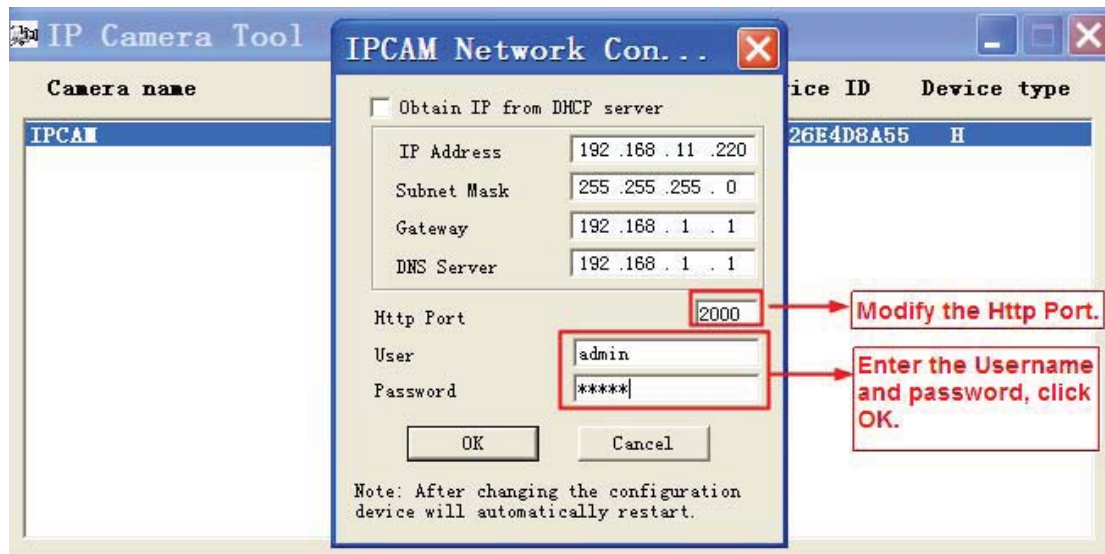 IP Camera Tool
IPCAM Network Con...
Camera name
ice ID
Device type
Obtain IP from DHCP server
IPCAM
26E4D8A55
H
IP Address
192 .168 . 11 .220
Subnet Mask
255 .255 .255 . 0
Gateway
192 .168 . 1 . 1
DNS Server
192 .168 . 1 . 1
Http Port
2000
Modify the Http Port.
User
admin
Password
*****
Enter the Username
and password, click
OK.
OK
Cancel
Note: After changing the configuration
device will automatically restart.